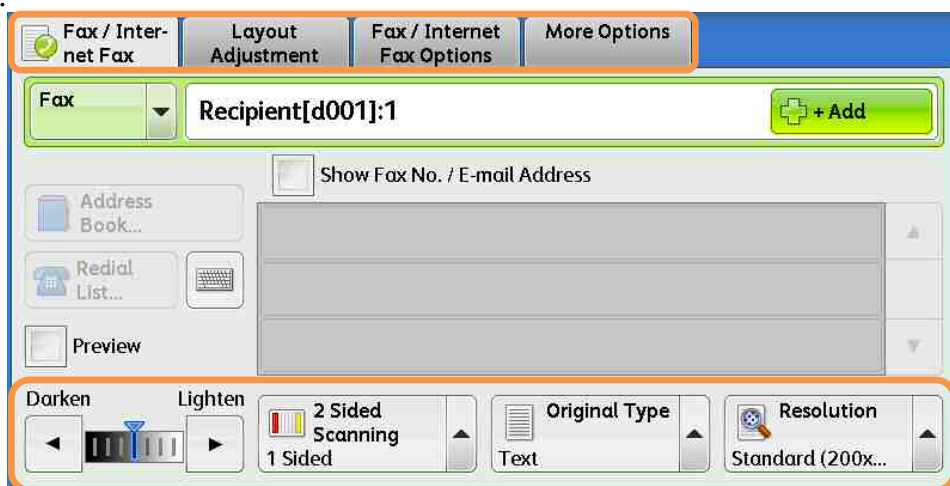 .
Fax / Inter-
net Fax
Layout
Adjustment
Fax / Internet
Fax Options
More Options
Fax
Recipient[d001]:1
+ Add
Show Fax No. / E-mail Address
Address
Book...
Redial
List...
Preview
Darken
Lighten
2 Sided
Scanning
1 Sided
Original Type
Text
Resolution
Standard (200x...